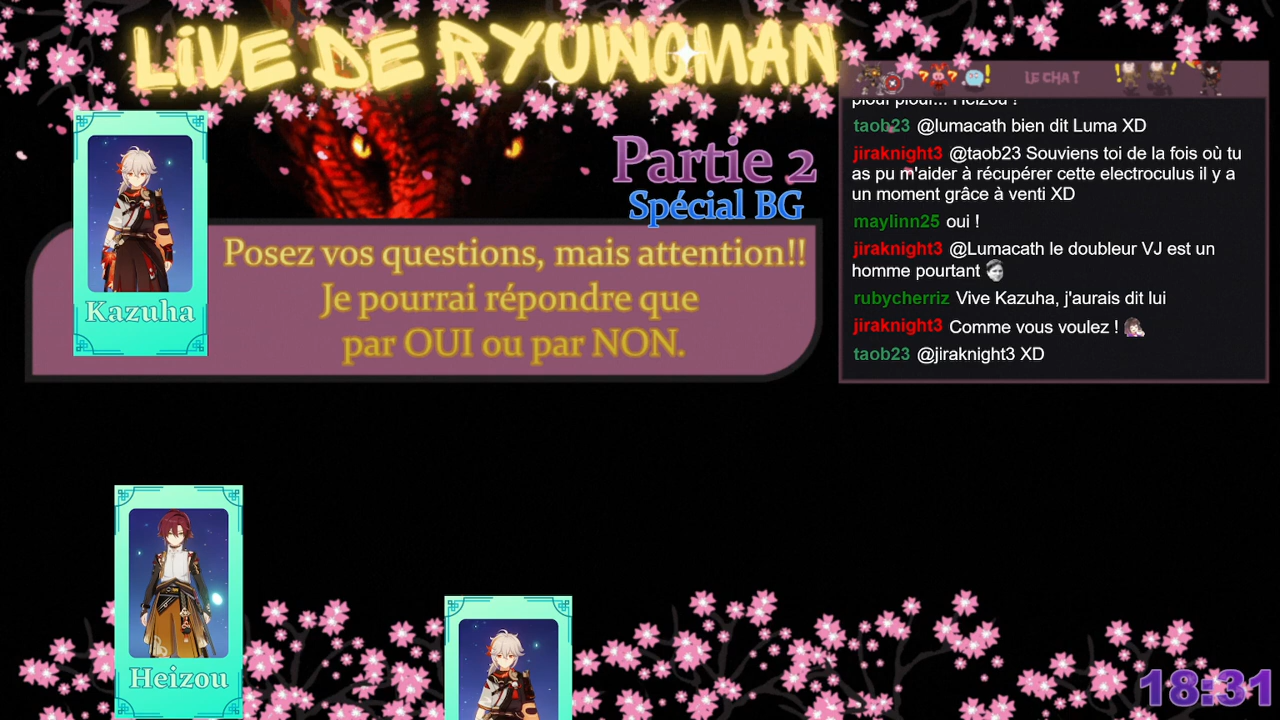 LIVE DE RYUNOMAN
LE CHAT
Kazuha
Partie 2
Spécial BG
Posez vos questions, mais attention!!
Je pourrai répondre que
par OUI ou par NON.
plouf plouf... Heizou !
taob23 @lumacath bien dit Luma XD
jiraknight3 @taob23 Souviens toi de la fois où tu
as pu m'aider à récupérer cette electroculus il y a
un moment grâce à venti XD
maylinn25 oui !
jiraknight3 @Lumacath le doubleur VJ est un
homme pourtant
rubycherriz Vive Kazuha, j'aurais dit lui
jiraknight3 Comme vous voulez !
taob23 @jiraknight3 XD
Heizou
18:31